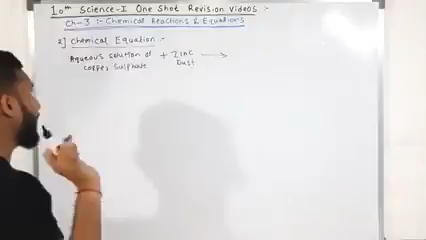 10th Science-I One Shot Revision Videos :-
Ch-3 :- Chemical Reactions & Equations
2] Chemical Equation :-
Aqueous solution of + Zinc ⟶
copper Sulphate Dust